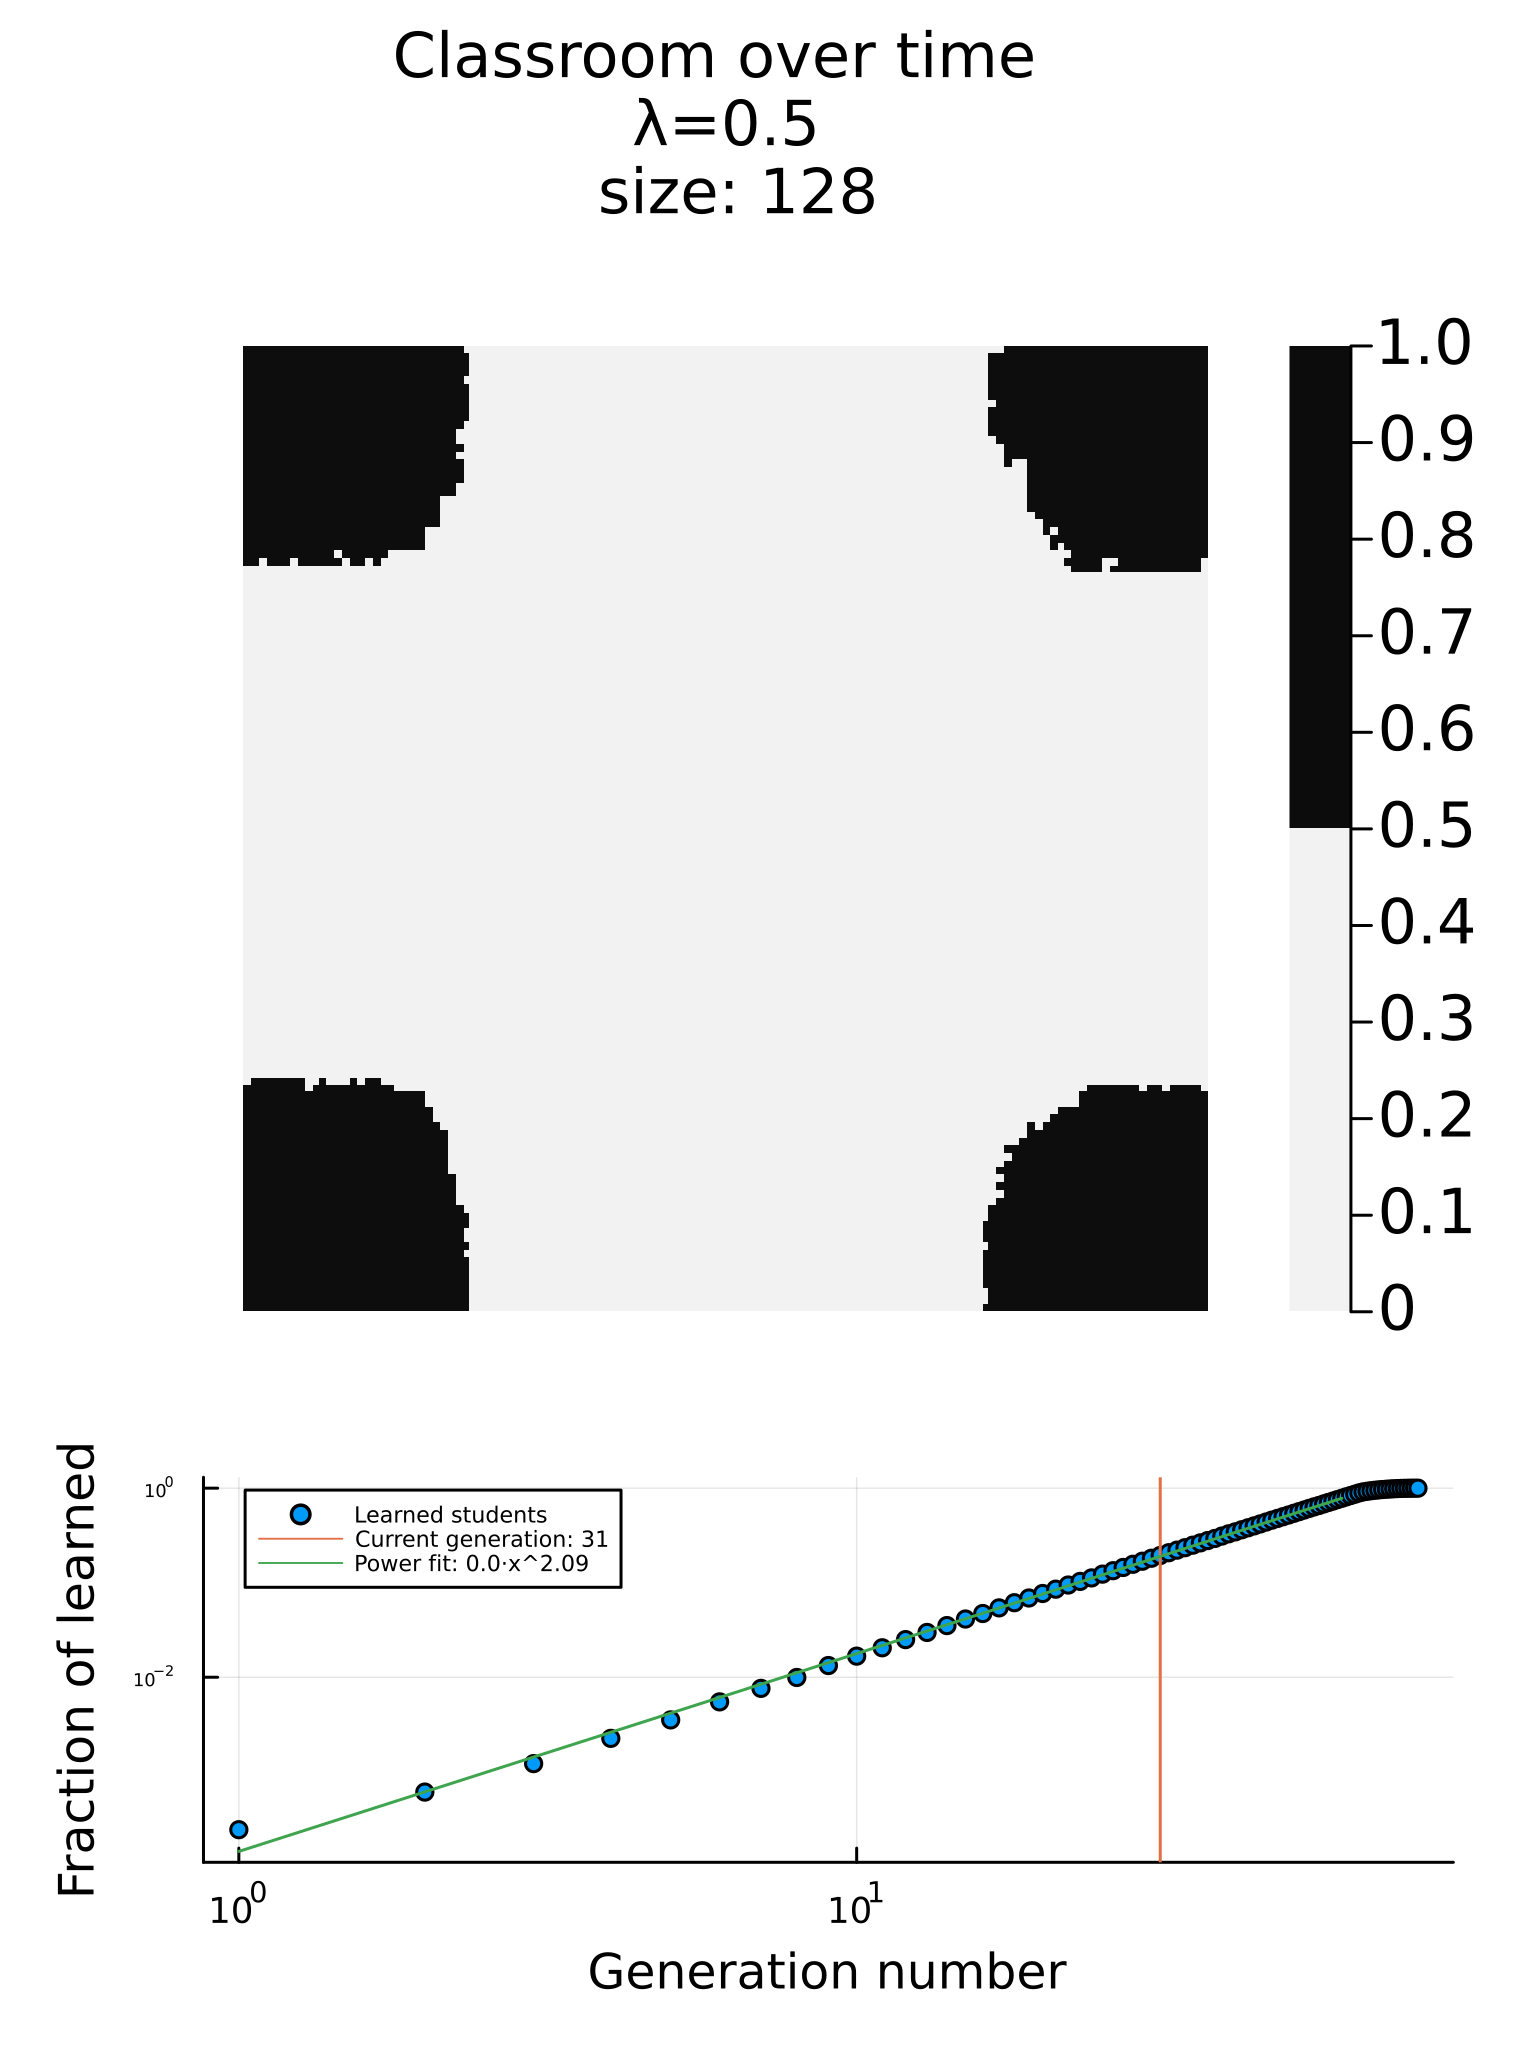 Classroom over time
λ=0.5
size: 128
1.0
0.9
0.8
0.7
0.6
0.5
0.4
0.3
0.2
0.1
0
Fraction of learned
10^0
10^-2
Learned students
Current generation: 31
Power fit: 0.0·x^2.09
10^0
10^1
Generation number